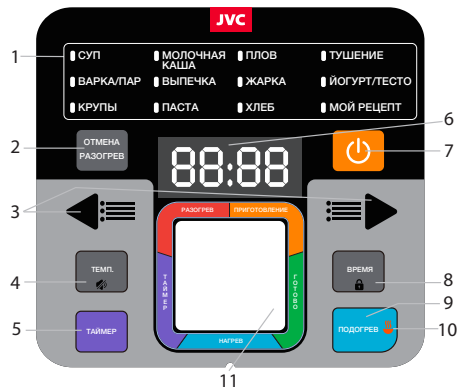 JVC
1
СУП
МОЛОЧНАЯ
КАША
ПЛОВ
ТУШЕНИЕ
ВАРКА/ПАР
ВЫПЕЧКА
ЖАРКА
ЙОГУРТ/ТЕСТО
КРУПЫ
ПАСТА
ХЛЕБ
МОЙ РЕЦЕПТ
2
ОТМЕНА
РАЗОГРЕВ
88:88
6
7
3
РАЗОГРЕВ
ПРИГОТОВЛЕНИЕ
ТАЙМЕР
ГОТОВО
НАГРЕВ
4
ТЕМП.
ВРЕМЯ
8
9
5
ТАЙМЕР
ПОДОГРЕВ
10
11